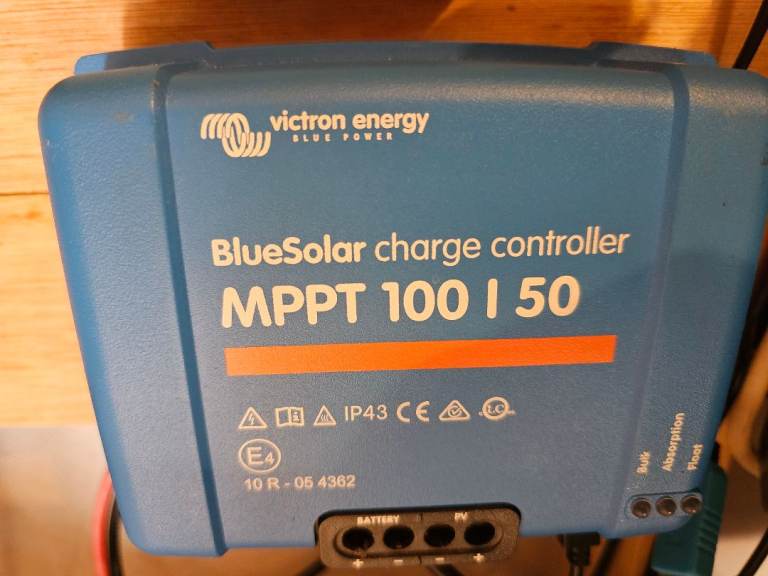 victron energy
BLUE POWER
BlueSolar charge controller
MPPT 100 | 50
IP43 CE
E4
10 R - 05 4362
Bulk
Absorption
Float
BATTERY PV
+ - - +